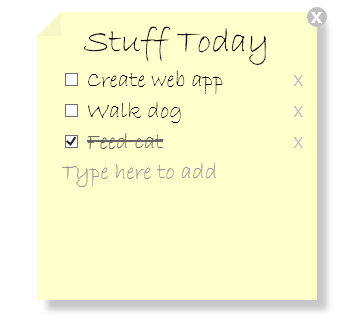 Stuff Today
Create web app x
Walk dog x
Feed cat x
Type here to add